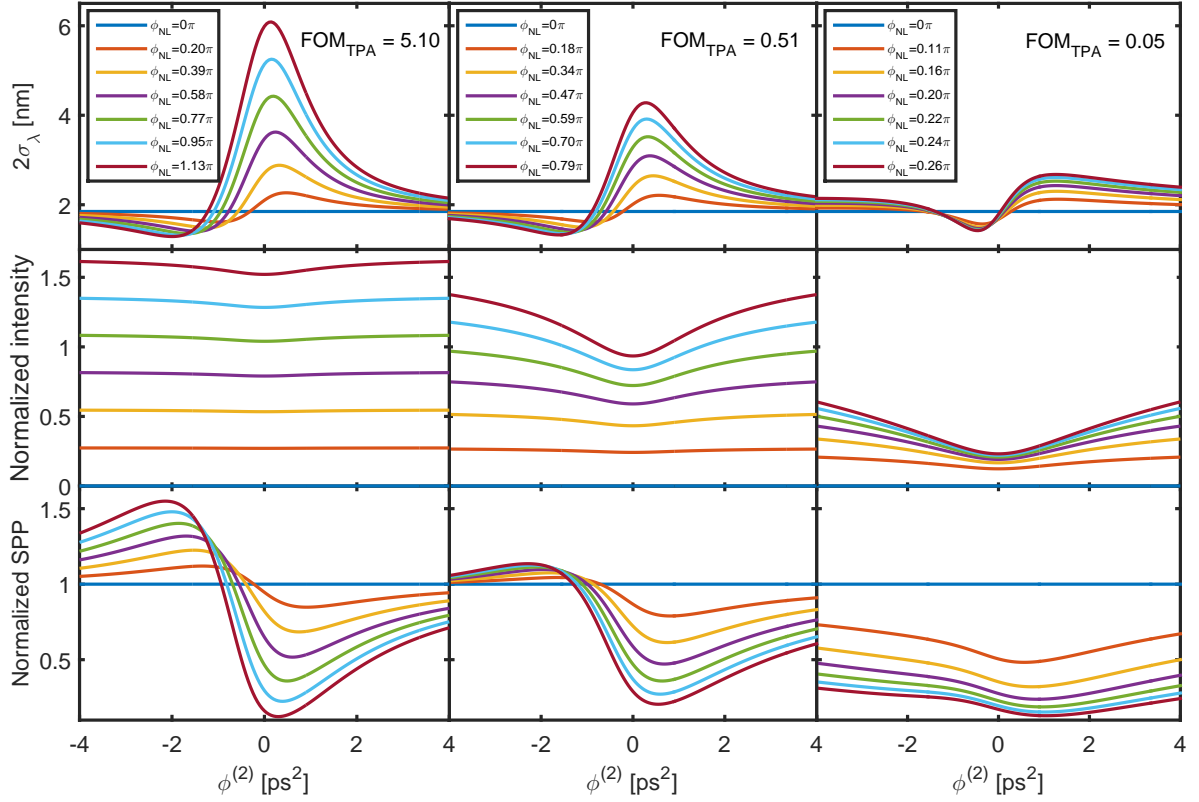 2σ_λ [nm]
6
4
2
ϕ_NL=0π
ϕ_NL=0.20π
ϕ_NL=0.39π
ϕ_NL=0.58π
ϕ_NL=0.77π
ϕ_NL=0.95π
ϕ_NL=1.13π
FOM_TPA = 5.10
ϕ_NL=0π
ϕ_NL=0.18π
ϕ_NL=0.34π
ϕ_NL=0.47π
ϕ_NL=0.59π
ϕ_NL=0.70π
ϕ_NL=0.79π
FOM_TPA = 0.51
ϕ_NL=0π
ϕ_NL=0.11π
ϕ_NL=0.16π
ϕ_NL=0.20π
ϕ_NL=0.22π
ϕ_NL=0.24π
ϕ_NL=0.26π
FOM_TPA = 0.05
Normalized intensity
1.5
1
0.5
0
Normalized SPP
1.5
1
0.5
-4 -2 0 2 4 -2 0 2 4 -2 0 2 4
ϕ^(2) [ps^2] ϕ^(2) [ps^2] ϕ^(2) [ps^2]